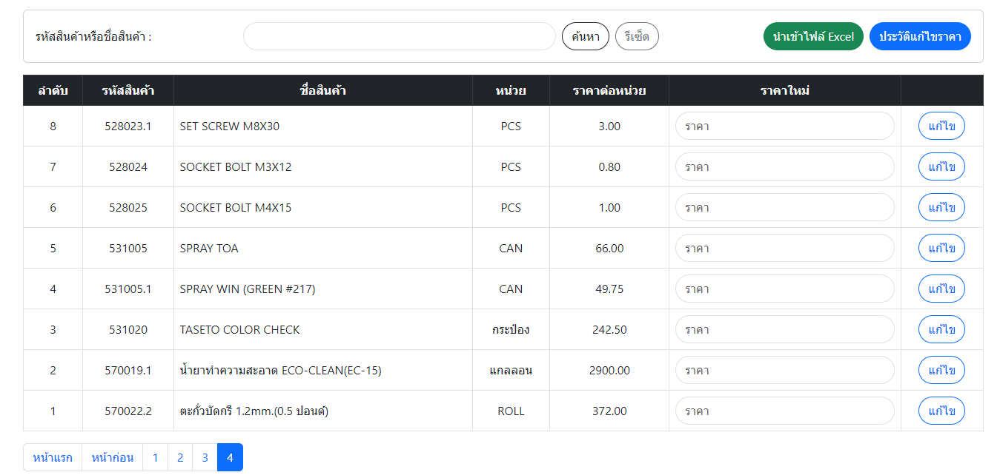 รหัสสินค้าหรือชื่อสินค้า : ค้นหา รีเซ็ต นำเข้าไฟล์ Excel ประวัติแก้ไขราคา
ลำดับ รหัสสินค้า ชื่อสินค้า หน่วย ราคาต่อหน่วย ราคาใหม่
8 528023.1 SET SCREW M8X30 PCS 3.00 ราคา แก้ไข
7 528024 SOCKET BOLT M3X12 PCS 0.80 ราคา แก้ไข
6 528025 SOCKET BOLT M4X15 PCS 1.00 ราคา แก้ไข
5 531005 SPRAY TOA CAN 66.00 ราคา แก้ไข
4 531005.1 SPRAY WIN (GREEN #217) CAN 49.75 ราคา แก้ไข
3 531020 TASETO COLOR CHECK กระป๋อง 242.50 ราคา แก้ไข
2 570019.1 น้ำยาทำความสะอาด ECO-CLEAN(EC-15) แกลลอน 2900.00 ราคา แก้ไข
1 570022.2 ตะกั่วบัดกรี 1.2mm.(0.5 ปอนด์) ROLL 372.00 ราคา แก้ไข
หน้าแรก หน้าก่อน 1 2 3 4